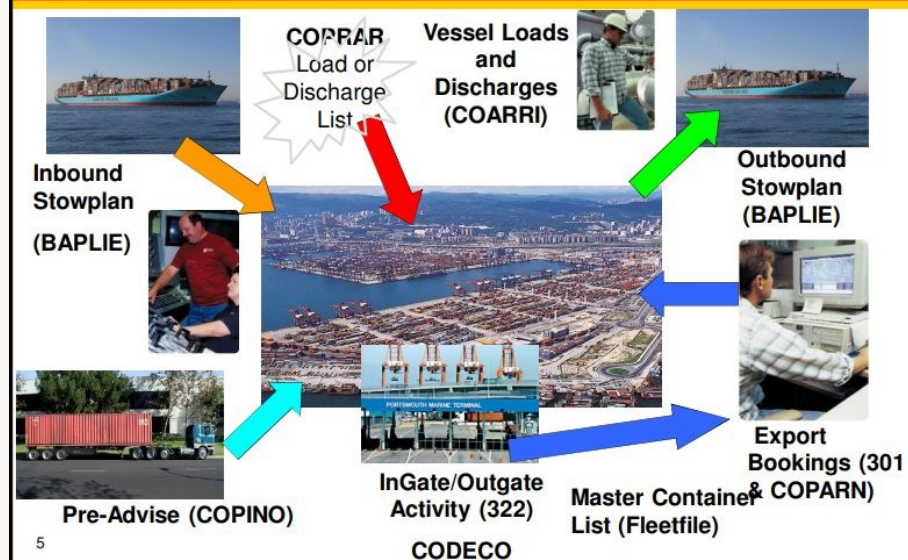 COPRAR
Load or
Discharge
List
Vessel Loads
and
Discharges
(COARRI)
Inbound
Stowplan
(BAPLIE)
Outbound
Stowplan
(BAPLIE)
PORTSMOUTH MARINE TERMINAL
Pre-Advise (COPINO)
InGate/Outgate
Activity (322)
CODECO
Master Container
List (Fleetfile)
Export
Bookings (301
& COPARN)
5